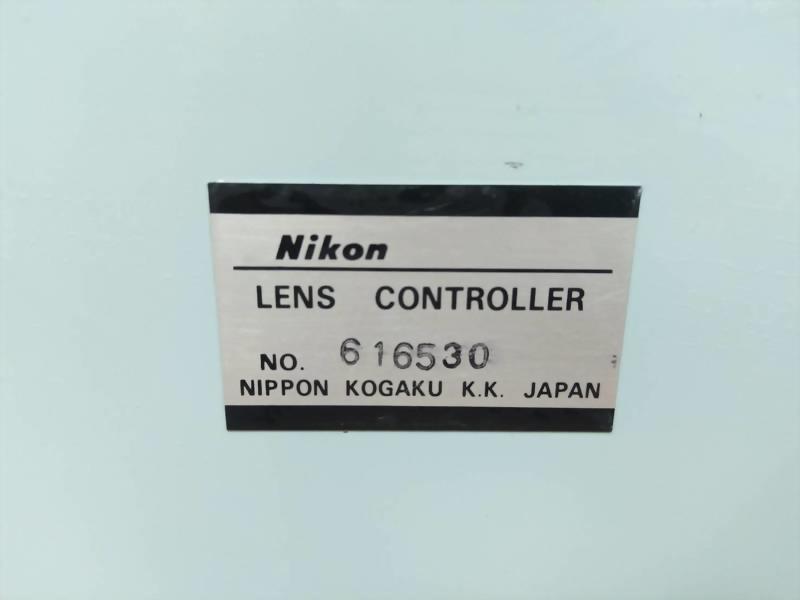 Nikon
LENS CONTROLLER
NO. 616530
NIPPON KOGAKU K.K. JAPAN